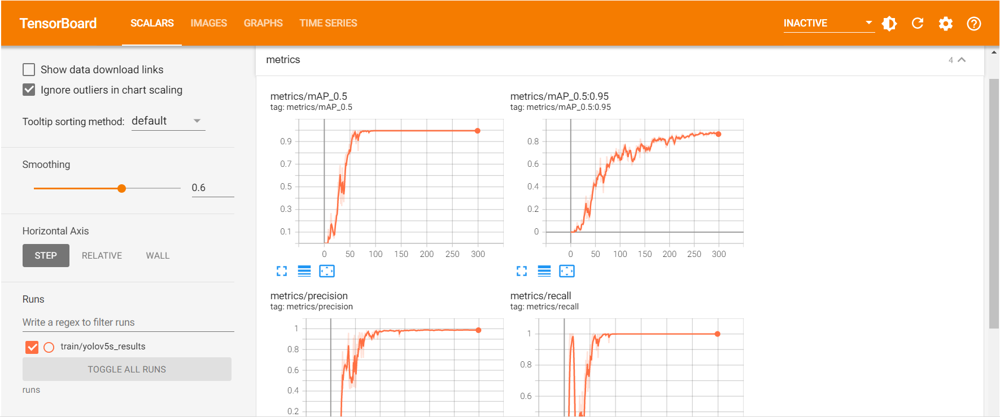 TensorBoard SCALARS IMAGES GRAPHS TIME SERIES INACTIVE
Show data download links
Ignore outliers in chart scaling
Tooltip sorting method: default
Smoothing
0.6
Horizontal Axis
STEP RELATIVE WALL
Runs
Write a regex to filter runs
train/yolov5s_results
TOGGLE ALL RUNS
runs
metrics 4
metrics/mAP_0.5
tag: metrics/mAP_0.5
0.9
0.7
0.5
0.3
0.1
0 50 100 150 200 250 300
metrics/mAP_0.5:0.95
tag: metrics/mAP_0.5:0.95
0.8
0.6
0.4
0.2
0
0 50 100 150 200 250 300
metrics/precision
tag: metrics/precision
1
0.8
0.6
0.4
0.2
metrics/recall
tag: metrics/recall
1
0.8
0.6